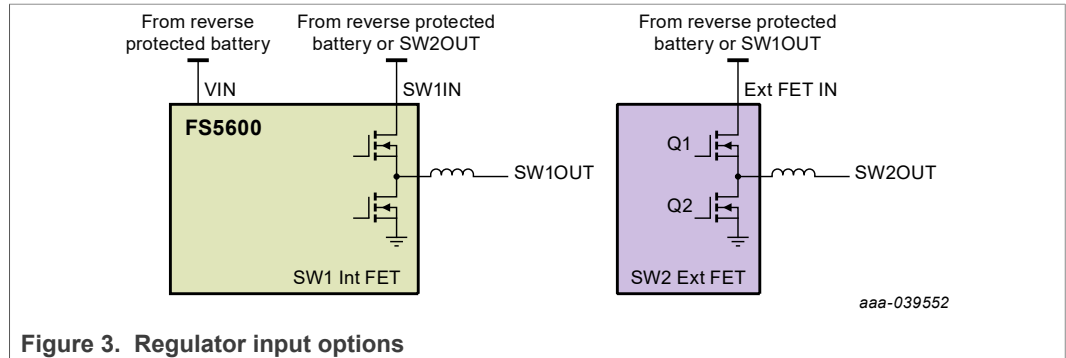 From reverse
protected battery
From reverse protected
battery or SW2OUT
From reverse protected
battery or SW1OUT
VIN
SW1IN
Ext FET IN
FS5600
Q1
SW1OUT
SW2OUT
Q2
SW1 Int FET
SW2 Ext FET
aaa-039552
Figure 3. Regulator input options